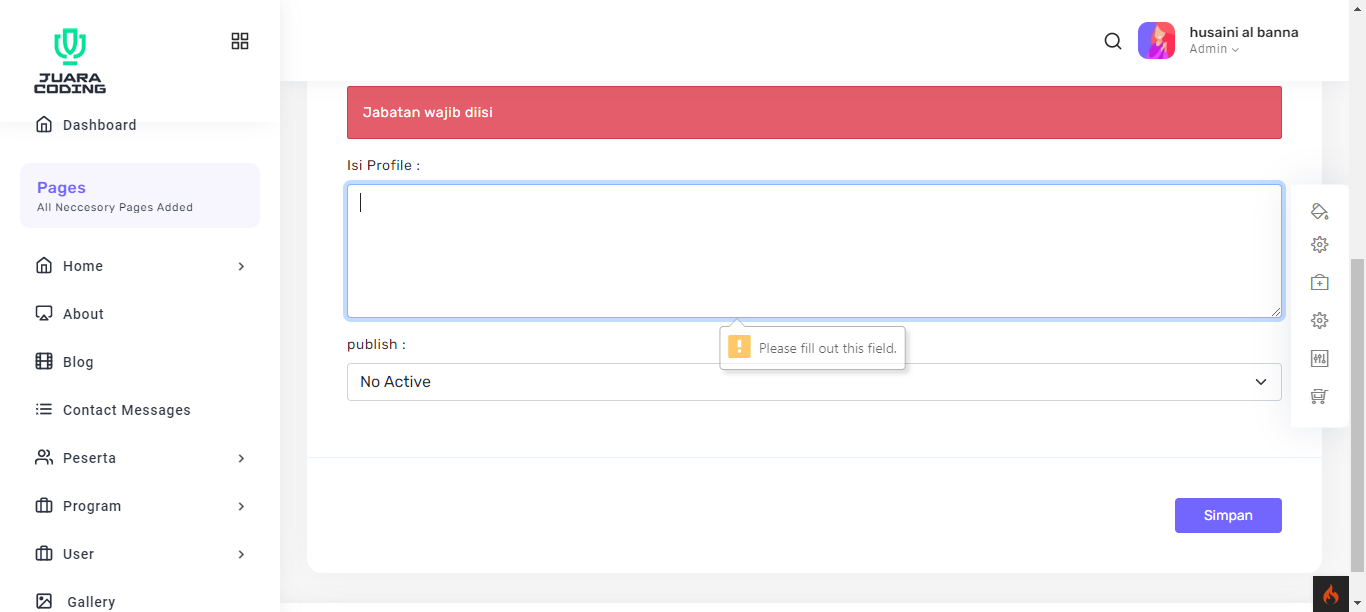 JUARA
CODING
husaini al banna
Admin
Dashboard
Pages
All Neccesory Pages Added
Home
About
Blog
Contact Messages
Peserta
Program
User
Gallery
Jabatan wajib diisi
Isi Profile :
Please fill out this field.
publish :
No Active
Simpan